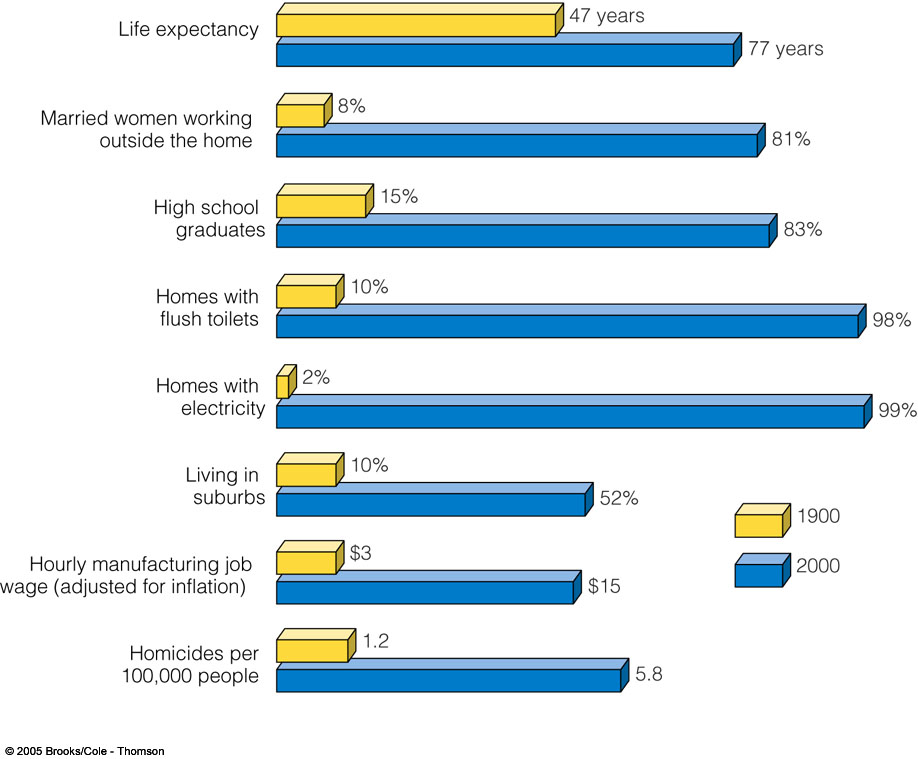 Life expectancy
47 years
77 years
Married women working
outside the home
8%
81%
High school
graduates
15%
83%
Homes with
flush toilets
10%
98%
Homes with
electricity
2%
99%
Living in
suburbs
10%
52%
Hourly manufacturing job
wage (adjusted for inflation)
$3
$15
Homicides per
100,000 people
1.2
5.8
1900
2000
© 2005 Brooks/Cole - Thomson